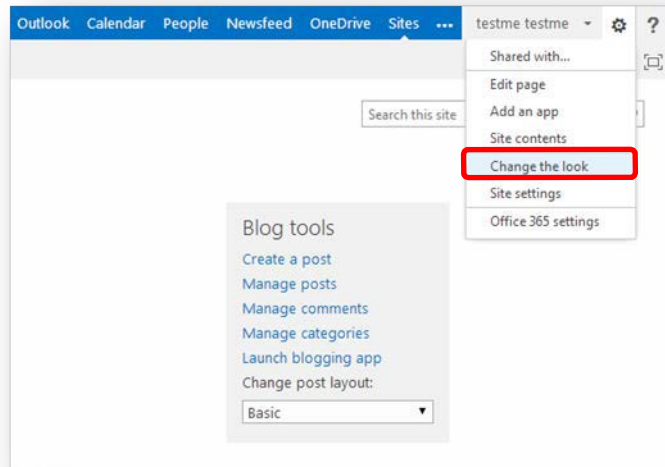 Outlook Calendar People Newsfeed OneDrive Sites ••• testme testme ?
Shared with...
Edit page
Search this site
Add an app
Site contents
Change the look
Site settings
Office 365 settings
Blog tools
Create a post
Manage posts
Manage comments
Manage categories
Launch blogging app
Change post layout:
Basic